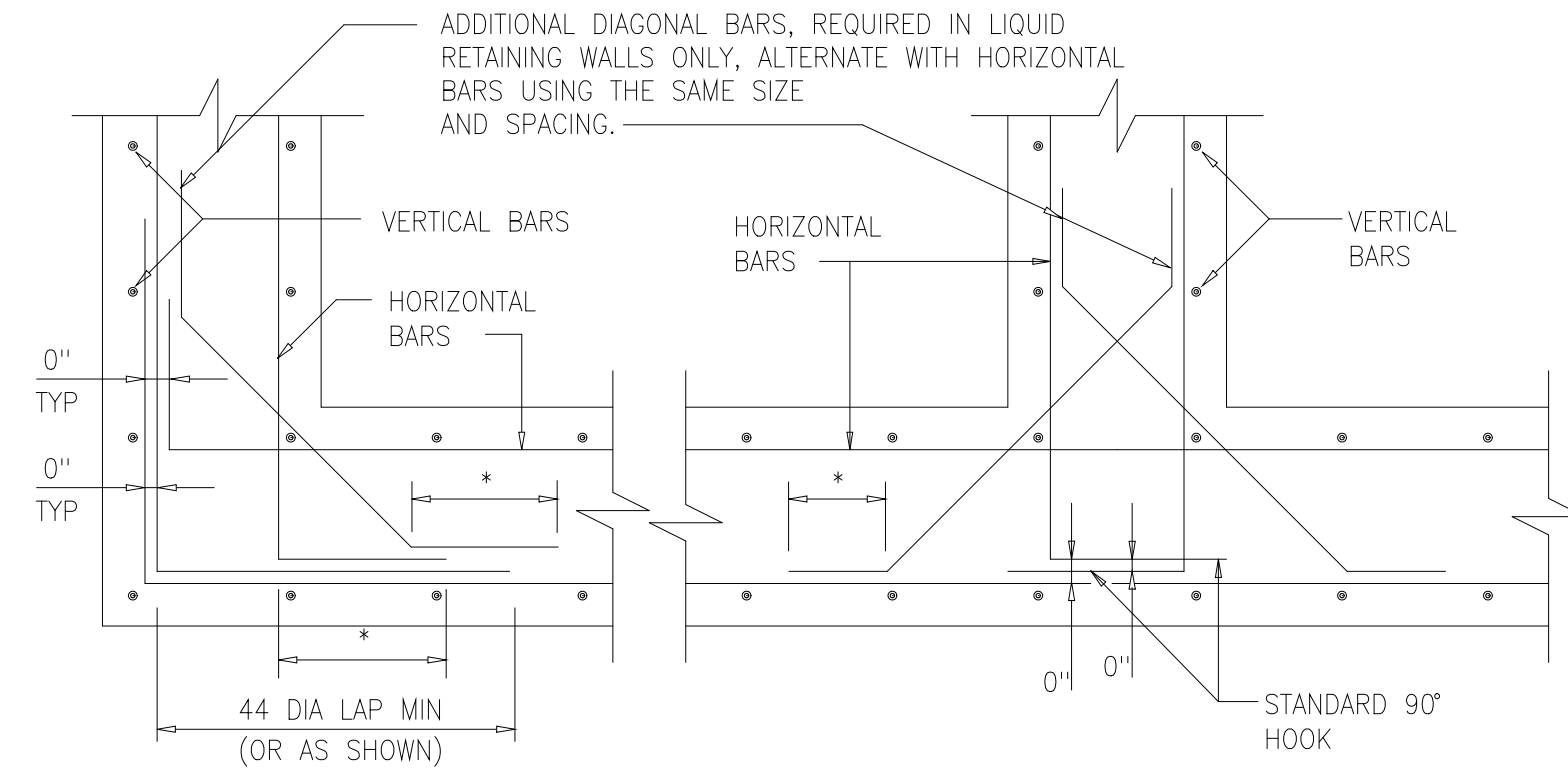 ADDITIONAL DIAGONAL BARS, REQUIRED IN LIQUID
RETAINING WALLS ONLY, ALTERNATE WITH HORIZONTAL
BARS USING THE SAME SIZE
AND SPACING.
VERTICAL BARS
HORIZONTAL
BARS
VERTICAL
BARS
HORIZONTAL
BARS
0"
TYP
0"
TYP
*
*
*
0"
0"
44 DIA LAP MIN
(OR AS SHOWN)
STANDARD 90°
HOOK